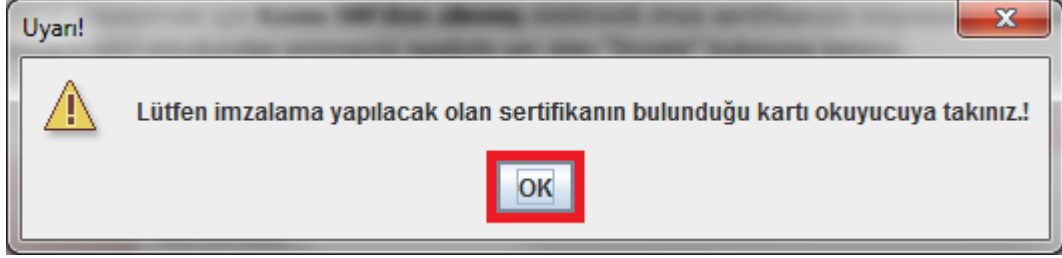 Uyarı!
Lütfen imzalama yapılacak olan sertifikanın bulunduğu kartı okuyucuya takınız.!
OK